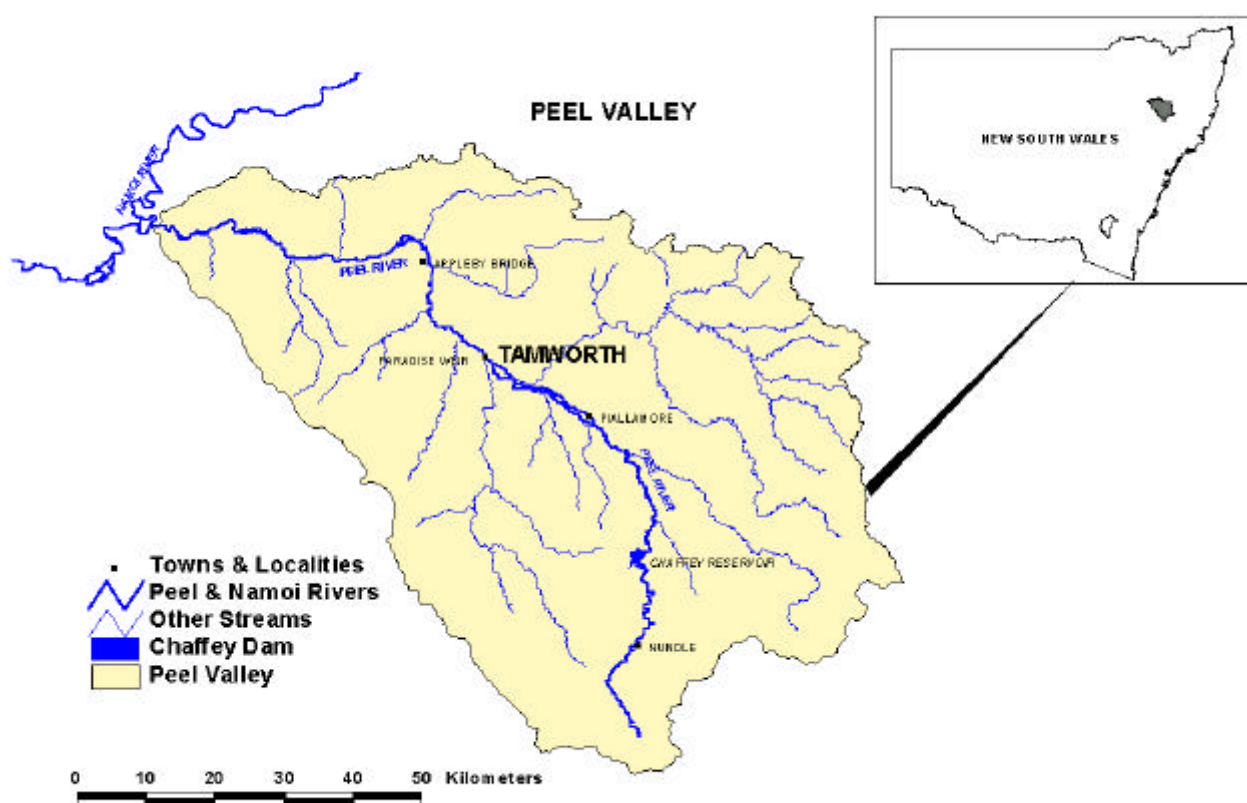 PEEL VALLEY
NEW SOUTH WALES
NAMOI RIVER
PEEL RIVER
APPLEBY BRIDGE
PARADISE WEIR
TAMWORTH
PIALLAMORE
PEEL RIVER
CHAFFEY RESERVOIR
NUNDLE
Towns & Localities
Peel & Namoi Rivers
Other Streams
Chaffey Dam
Peel Valley
0 10 20 30 40 50 Kilometers